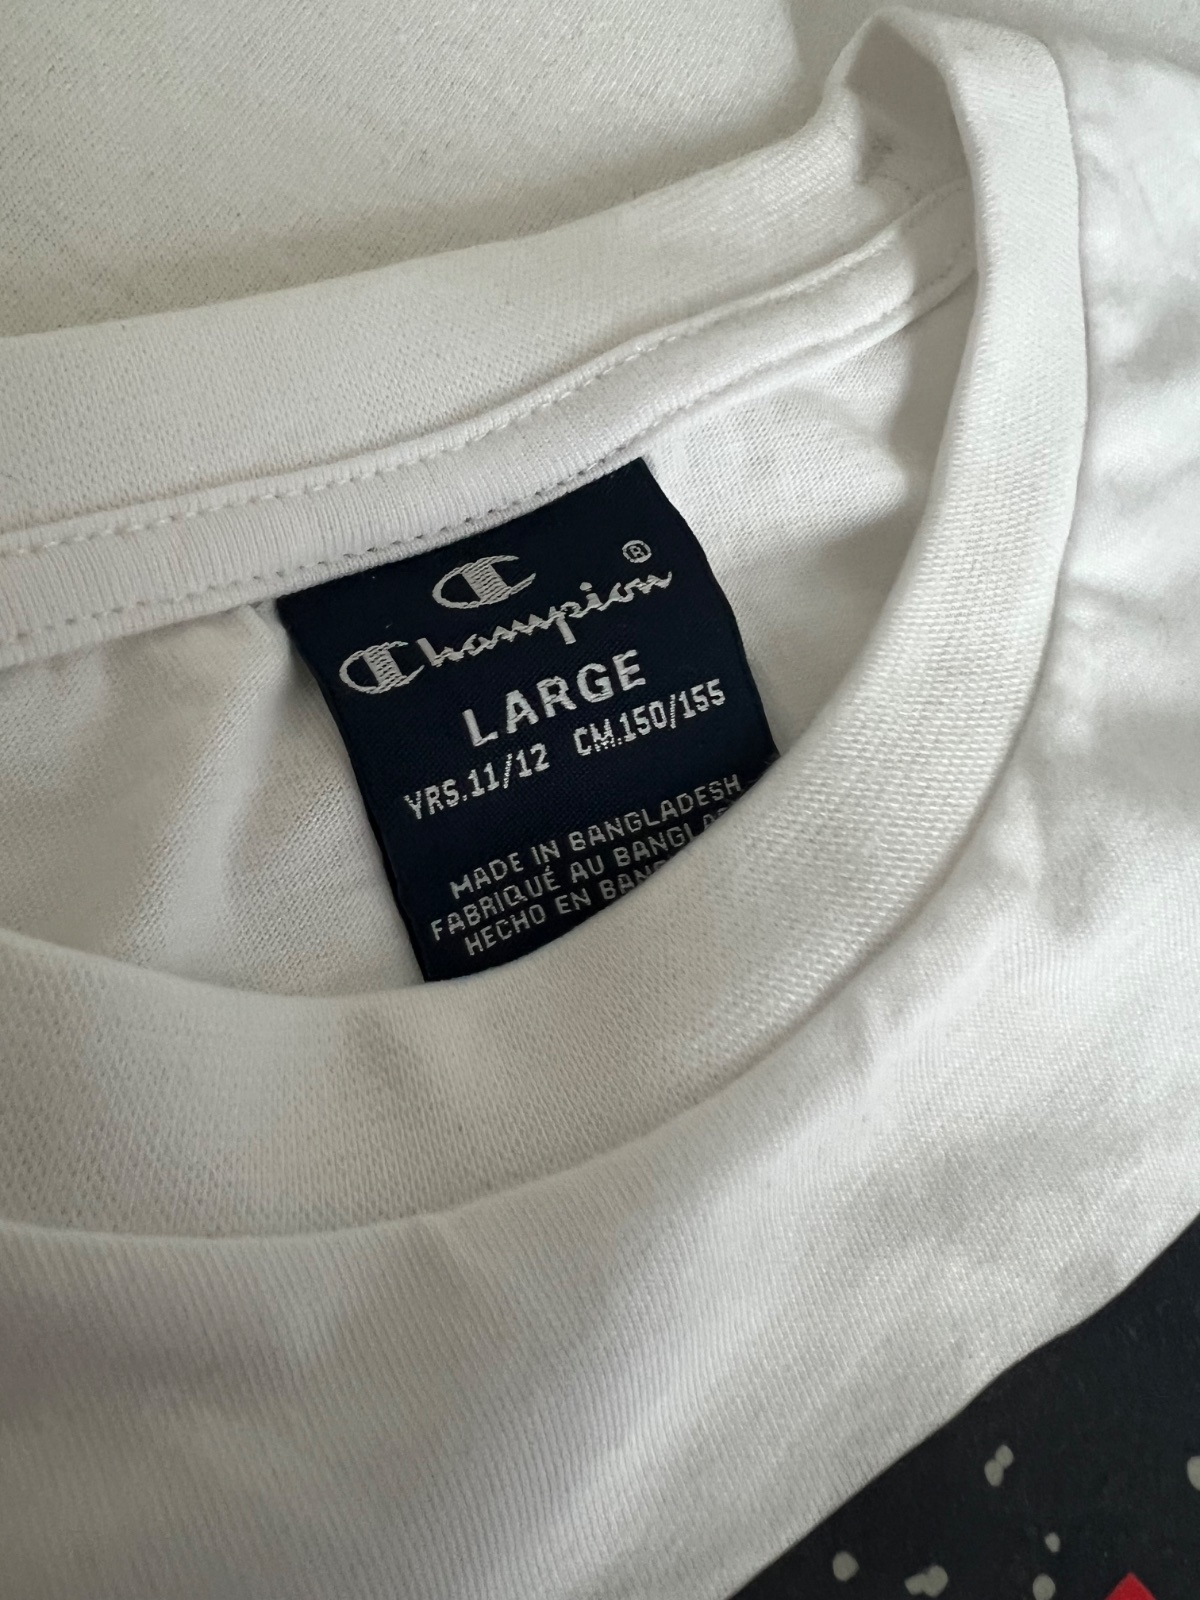 Champion®
LARGE
YRS.11/12 CM.150/155
MADE IN BANGLADESH
FABRIQUÉ AU
HECHO EN